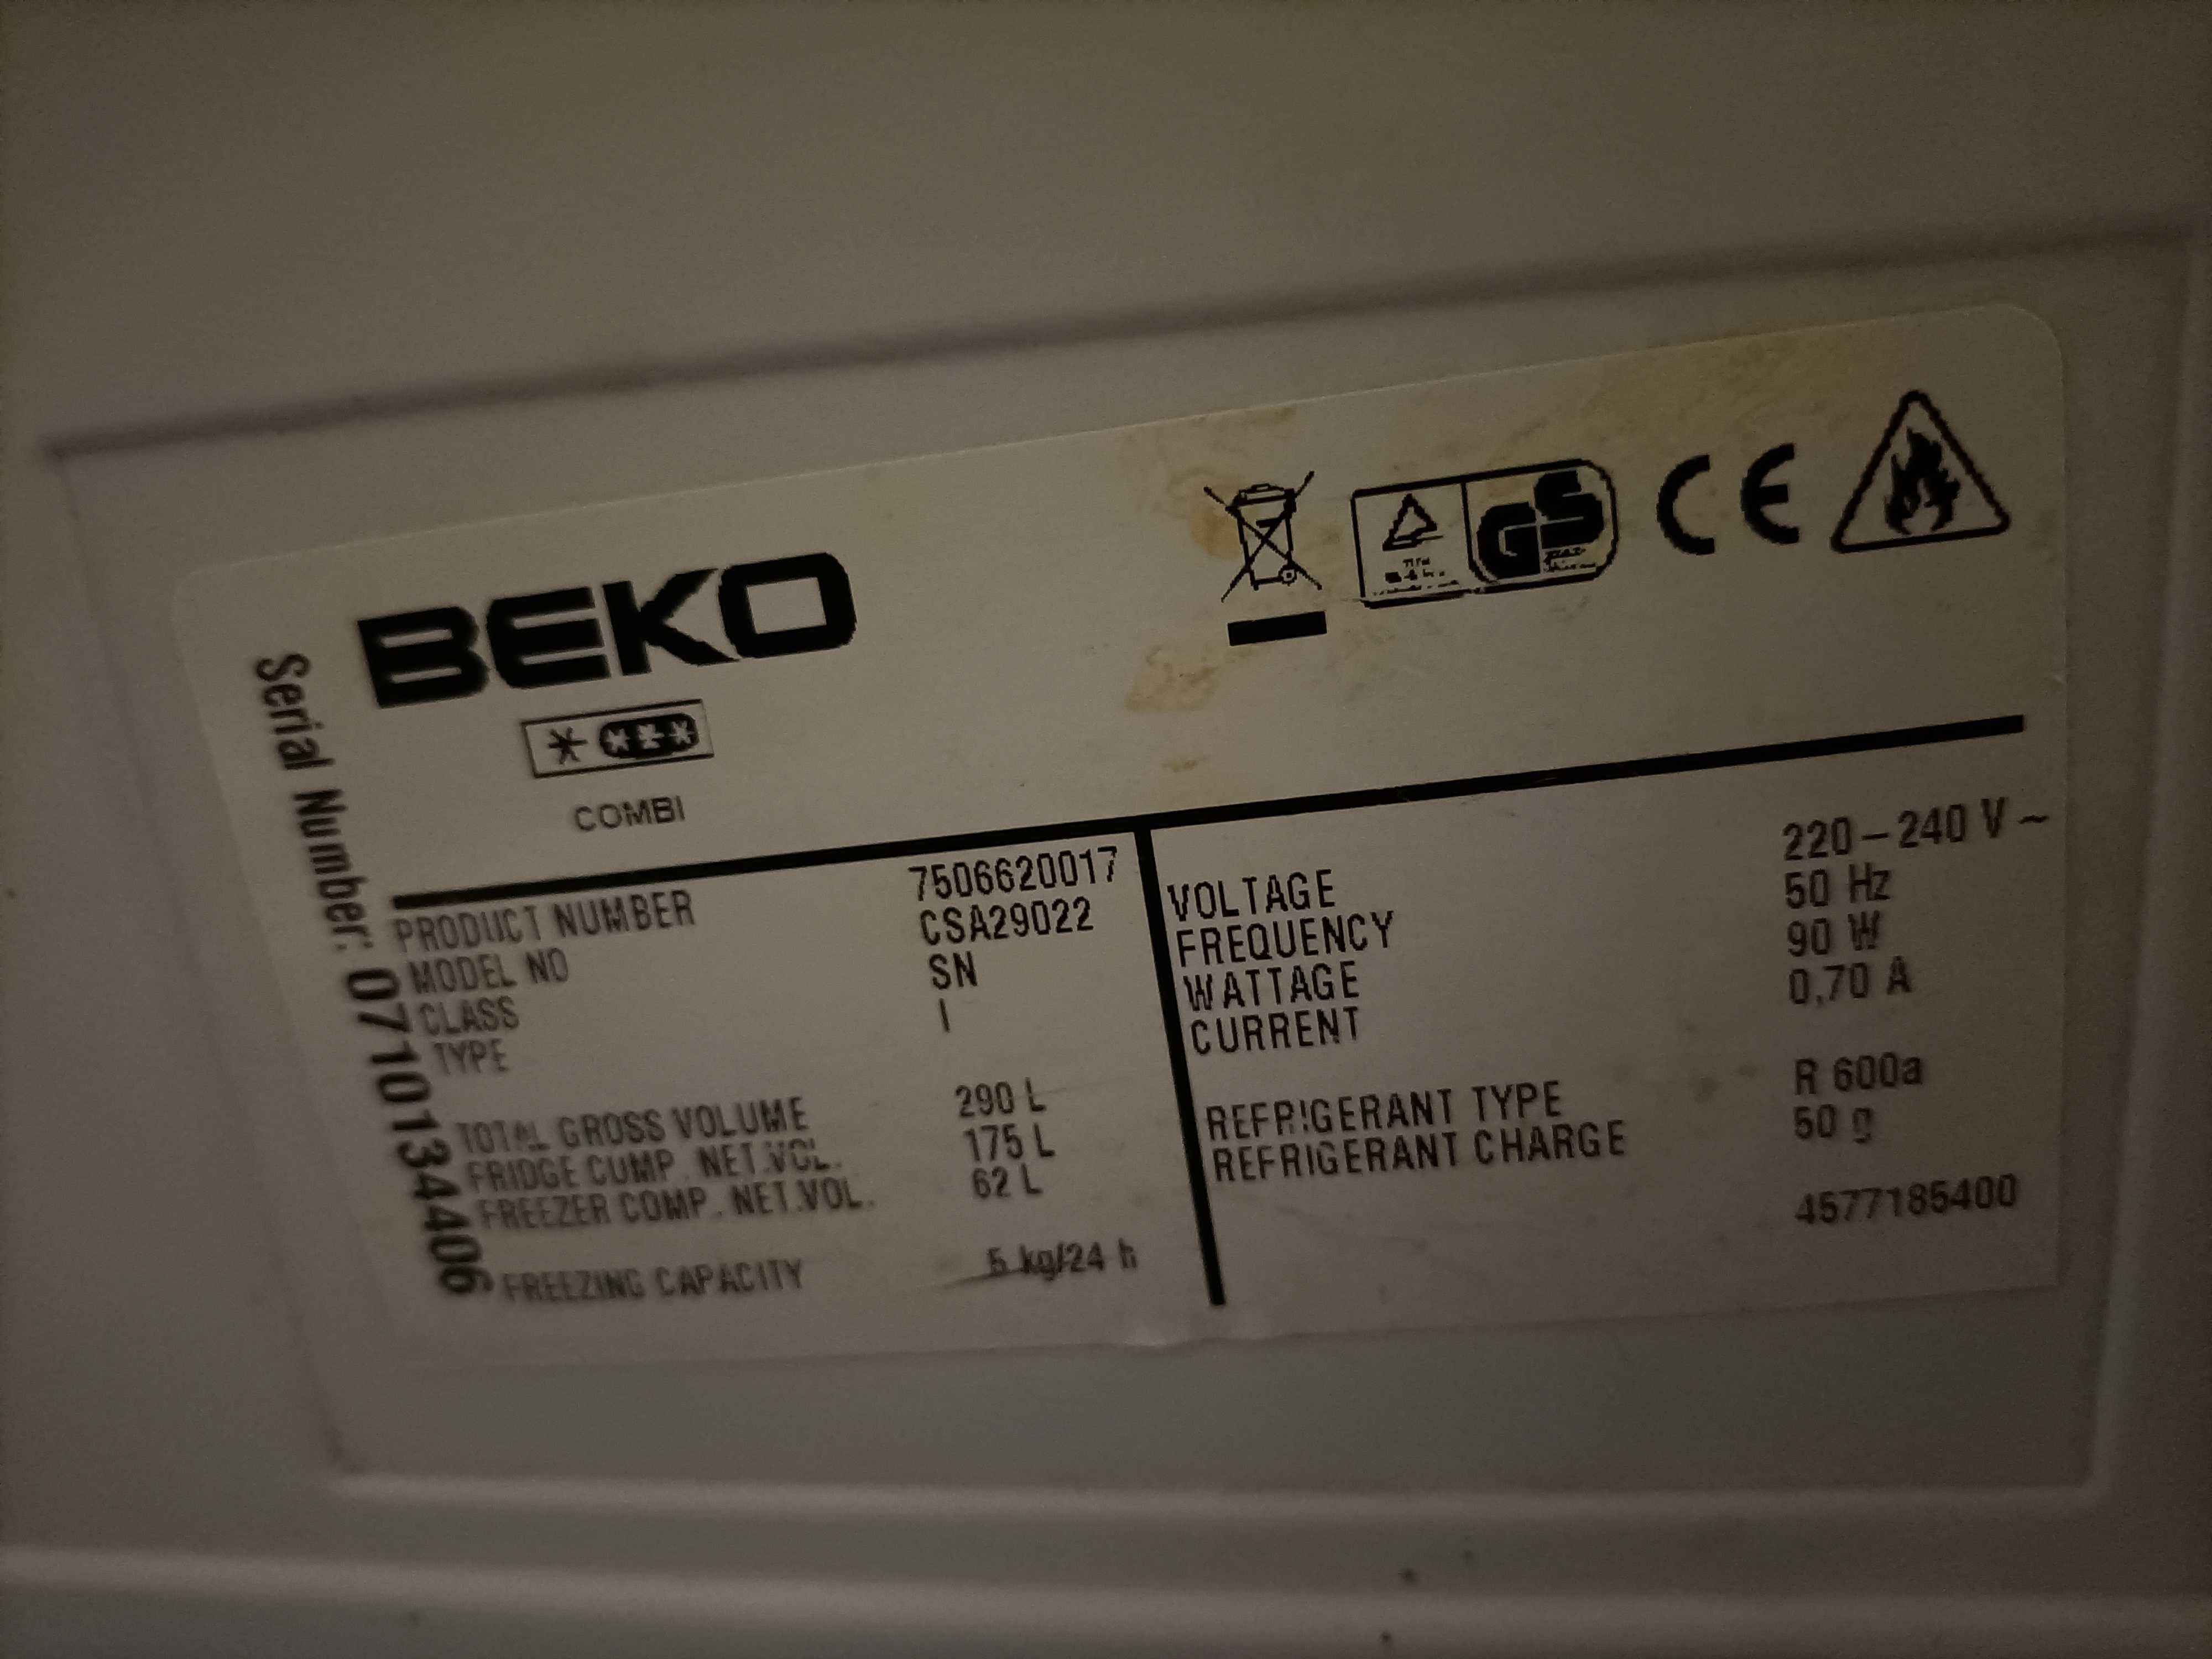 BEKO
COMBI
Serial Number: 0710134406
PRODUCT NUMBER 7506620017
MODEL NO CSA29022
CLASS SN
TYPE I
TOTAL GROSS VOLUME 290 L
FRIDGE COMP. NET.VOL. 175 L
FREEZER COMP. NET.VOL. 62 L
FREEZING CAPACITY 5 kg/24 h
GS
CE
VOLTAGE 220-240 V ~
FREQUENCY 50 Hz
WATTAGE 90 W
CURRENT 0,70 A
REFRIGERANT TYPE R 600a
REFRIGERANT CHARGE 50 g
4577185400